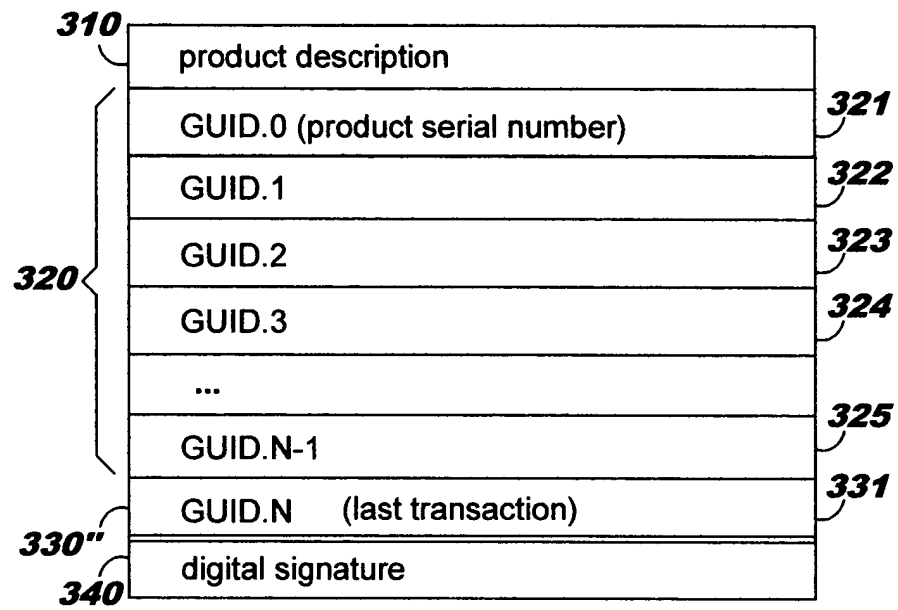 310
product description
GUID.0 (product serial number)
321
GUID.1
322
GUID.2
323
320
GUID.3
324
...
GUID.N-1
325
GUID.N (last transaction)
331
330"
digital signature
340